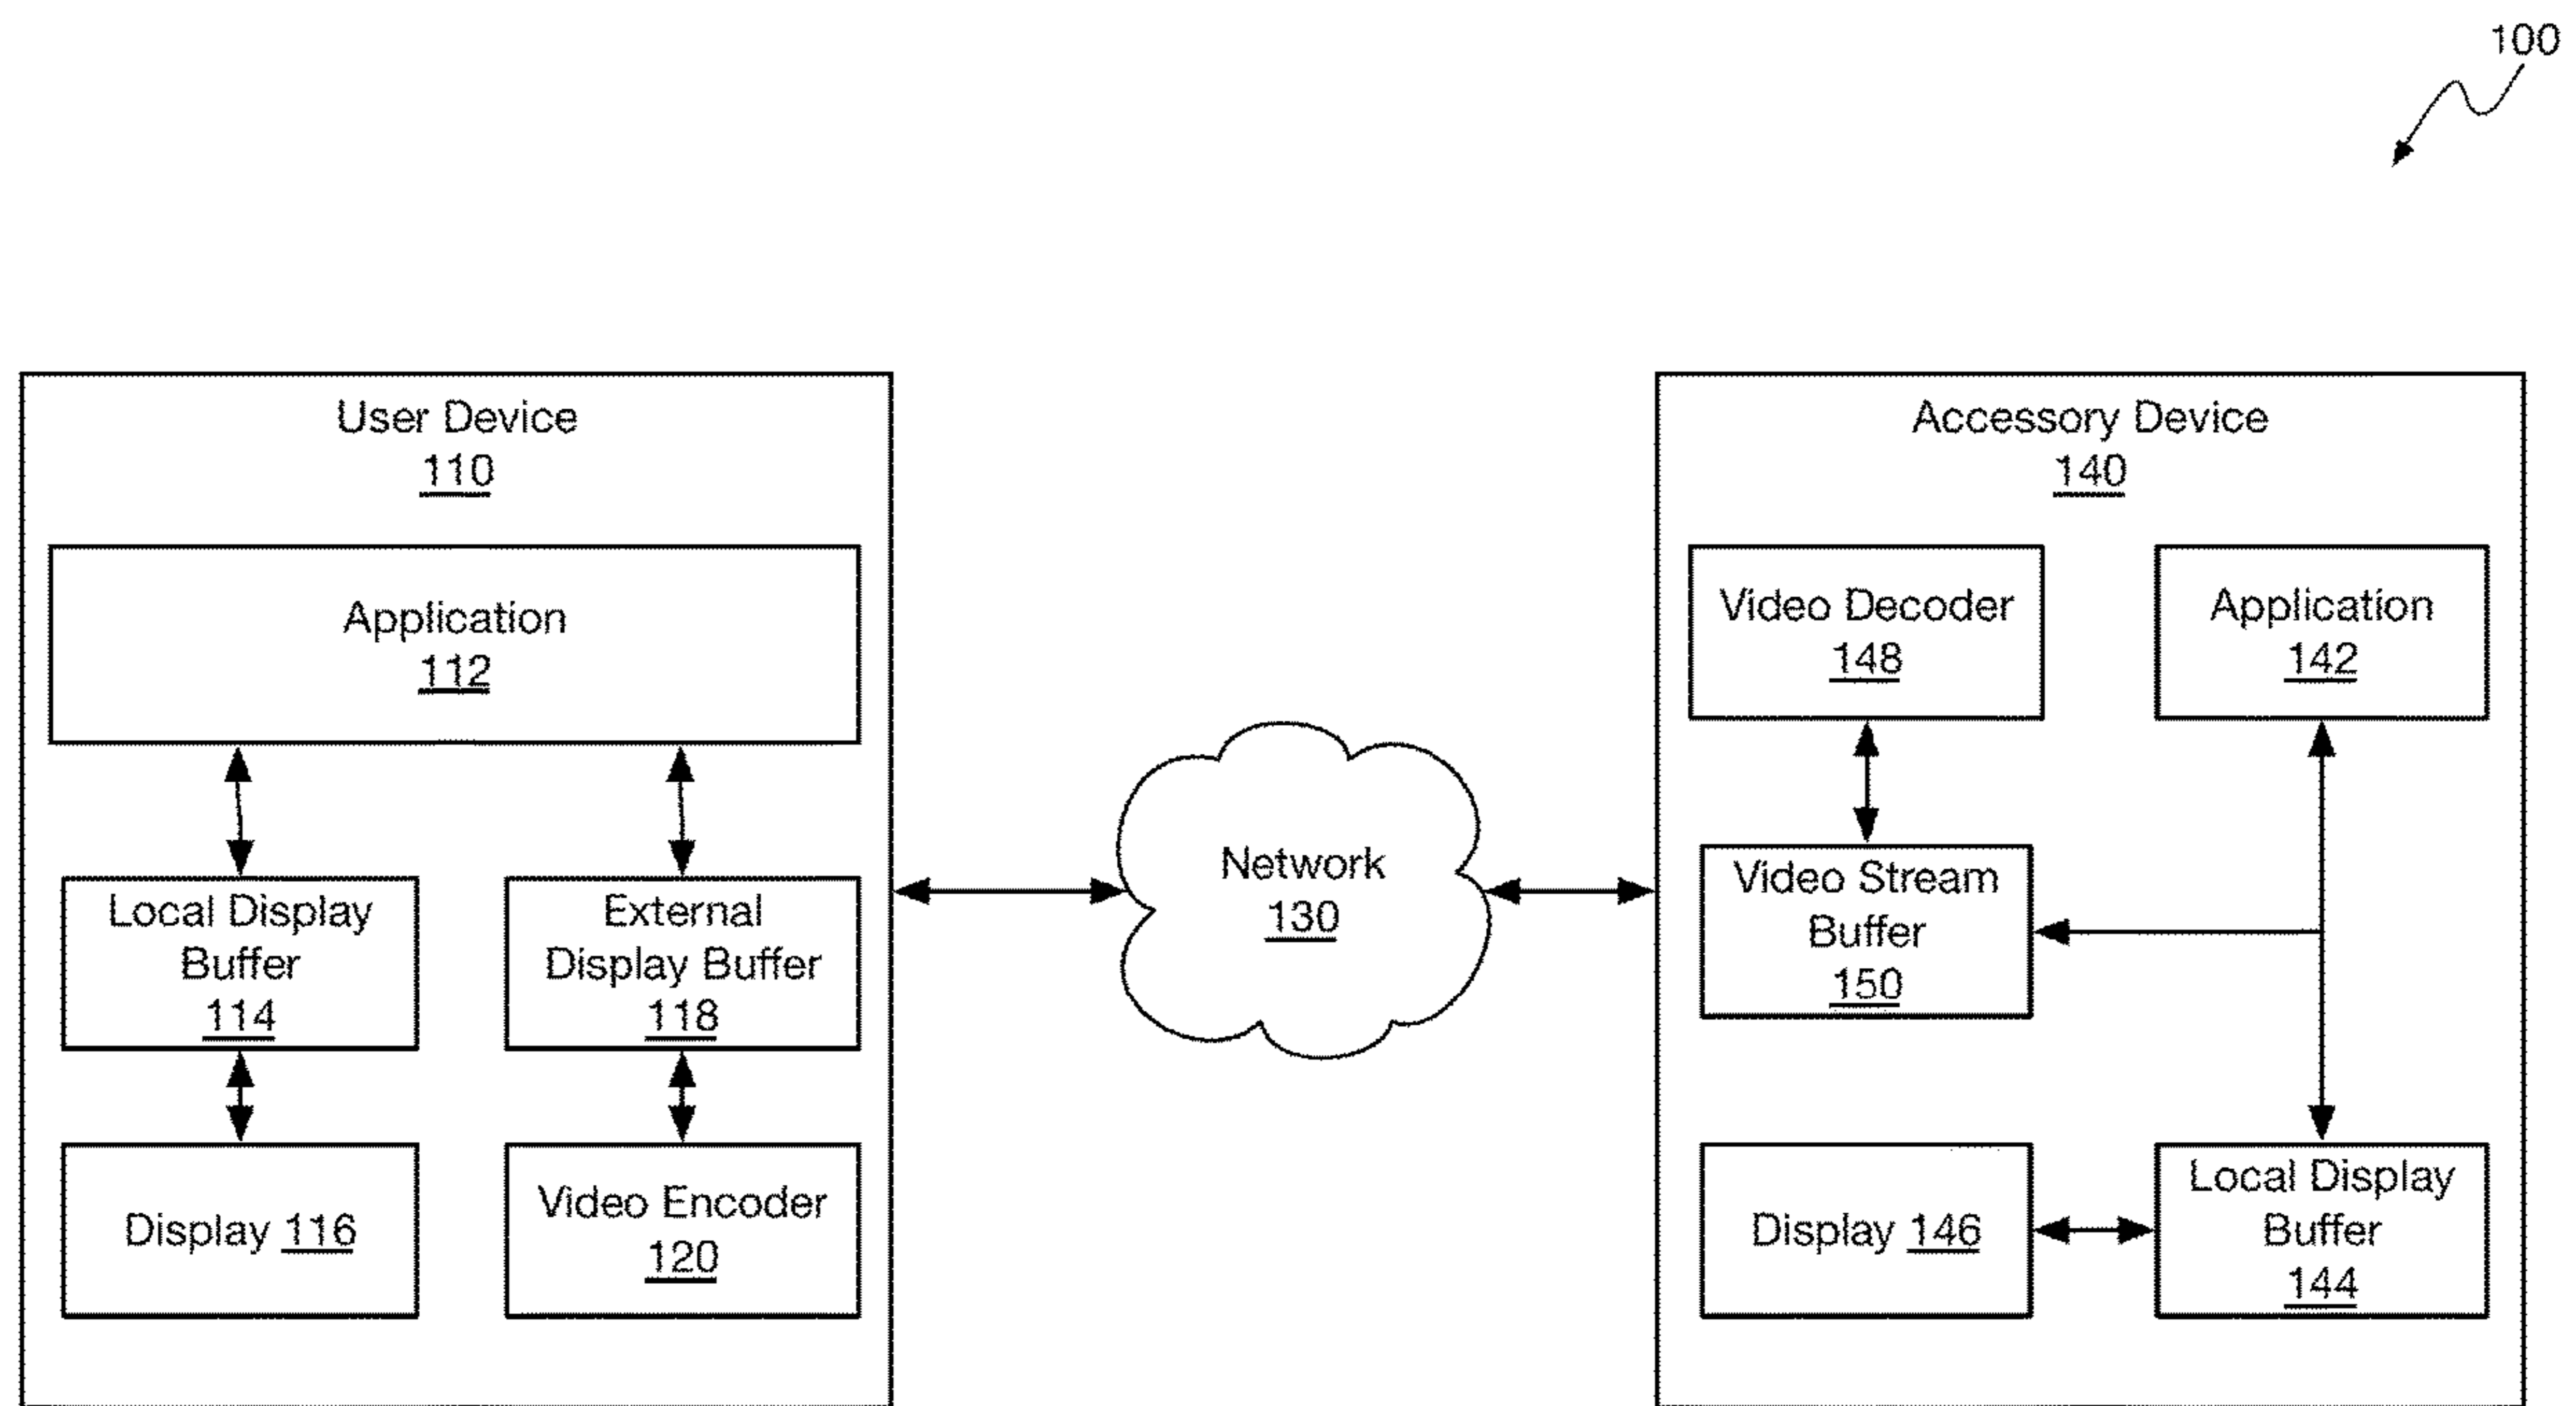 100
User Device
110
Application
112
Local Display
Buffer
114
External
Display Buffer
118
Display 116
Video Encoder
120
Network
130
Accessory Device
140
Video Decoder
148
Application
142
Video Stream
Buffer
150
Display 146
Local Display
Buffer
144